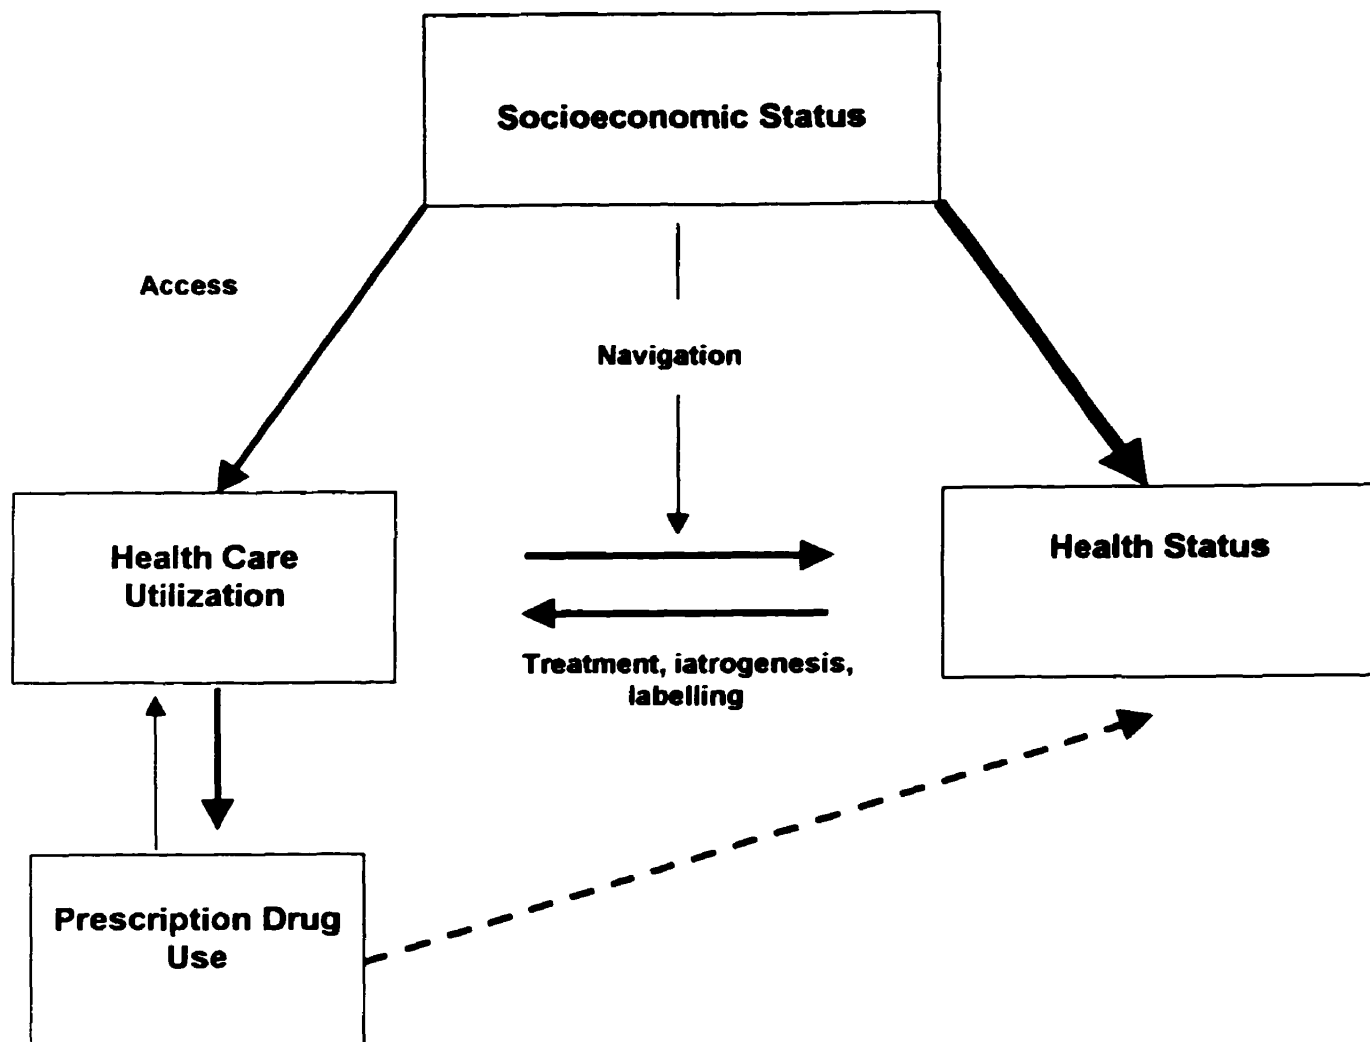 Socioeconomic Status
Access
Navigation
Health Care
Utilization
Health Status
Treatment, iatrogenesis,
labelling
Prescription Drug
Use